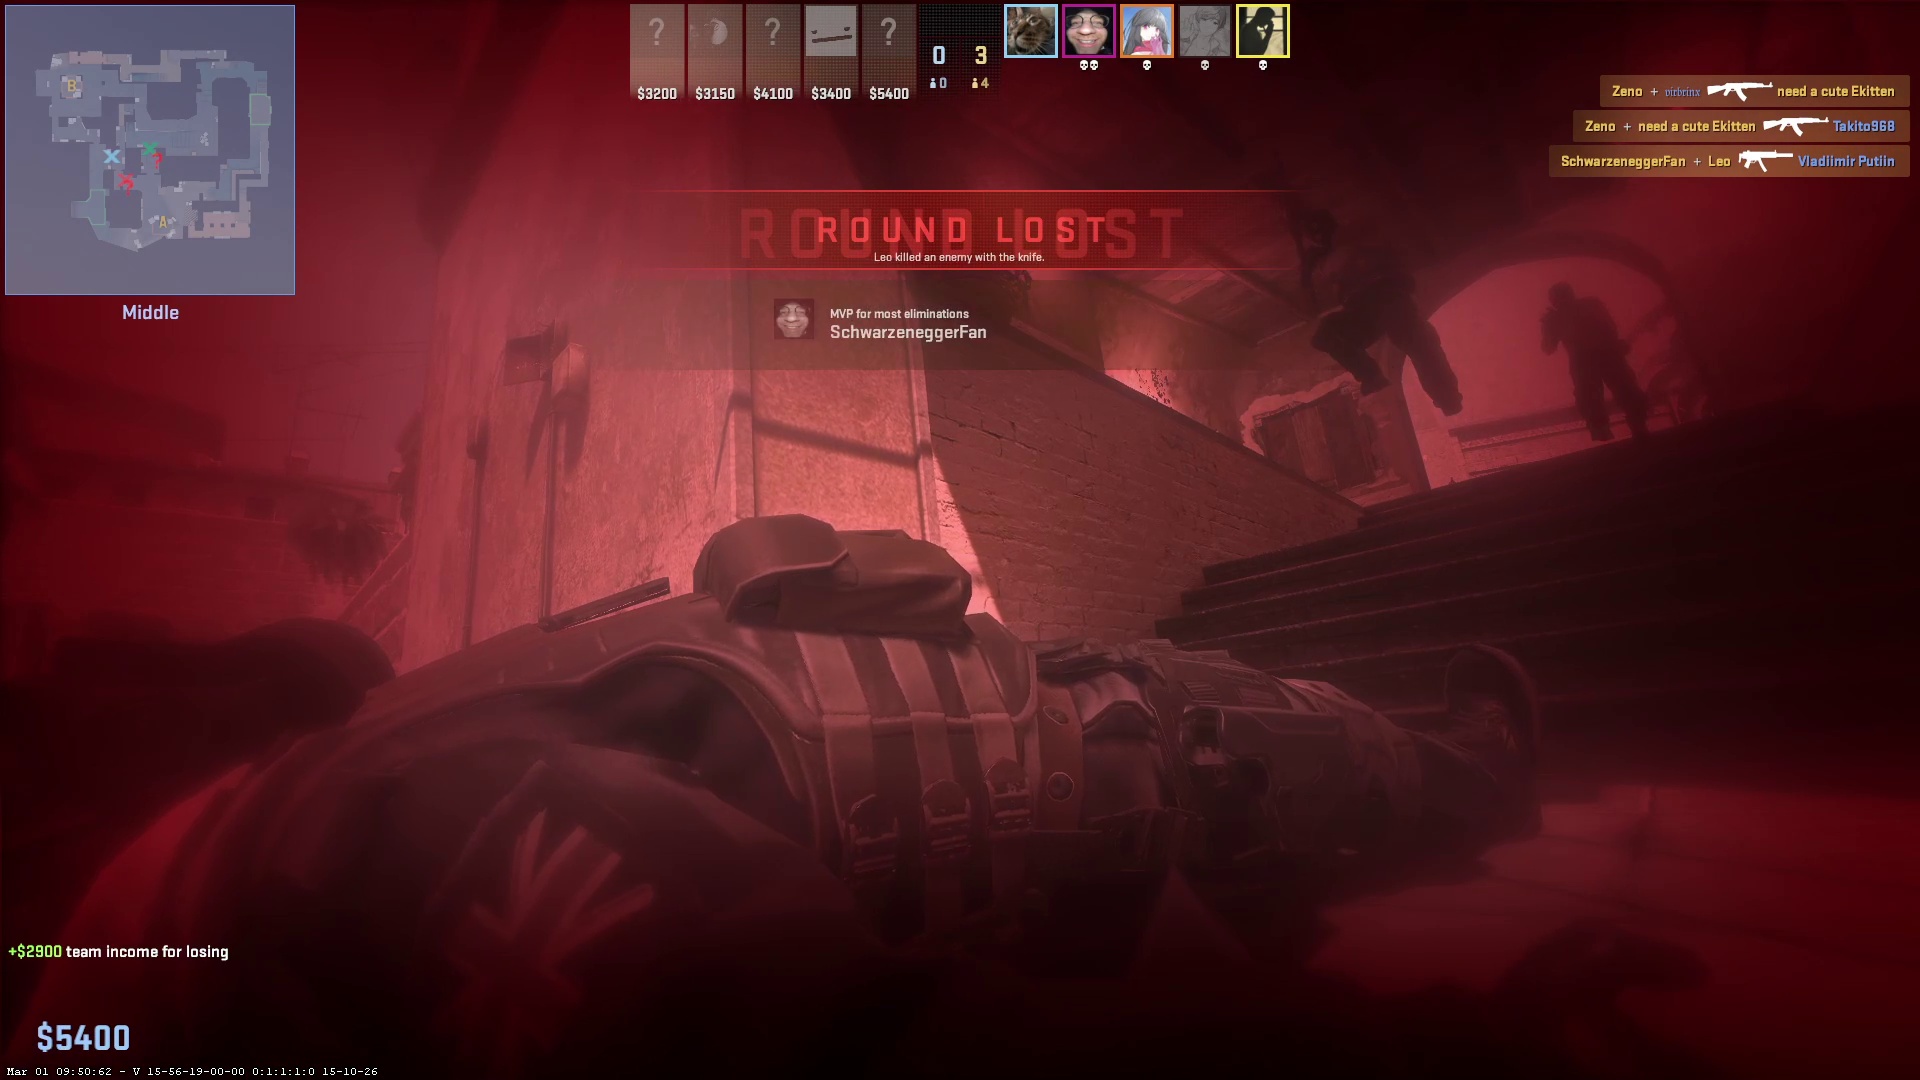 B
A
Middle
? ? ?
$3200 $3150 $4100 $3400 $5400
0 3
0 4
Zeno + virbrinx need a cute Ekitten
Zeno + need a cute Ekitten Takito968
SchwarzeneggerFan + Leo Vladiimir Putiin
ROUND LOST
Leo killed an enemy with the knife.
MVP for most eliminations
SchwarzeneggerFan
+$2900 team income for losing
$5400
Mar 01 09:50:62 - V 15-56-19-00-00 0:1:1:1:0 15-10-26